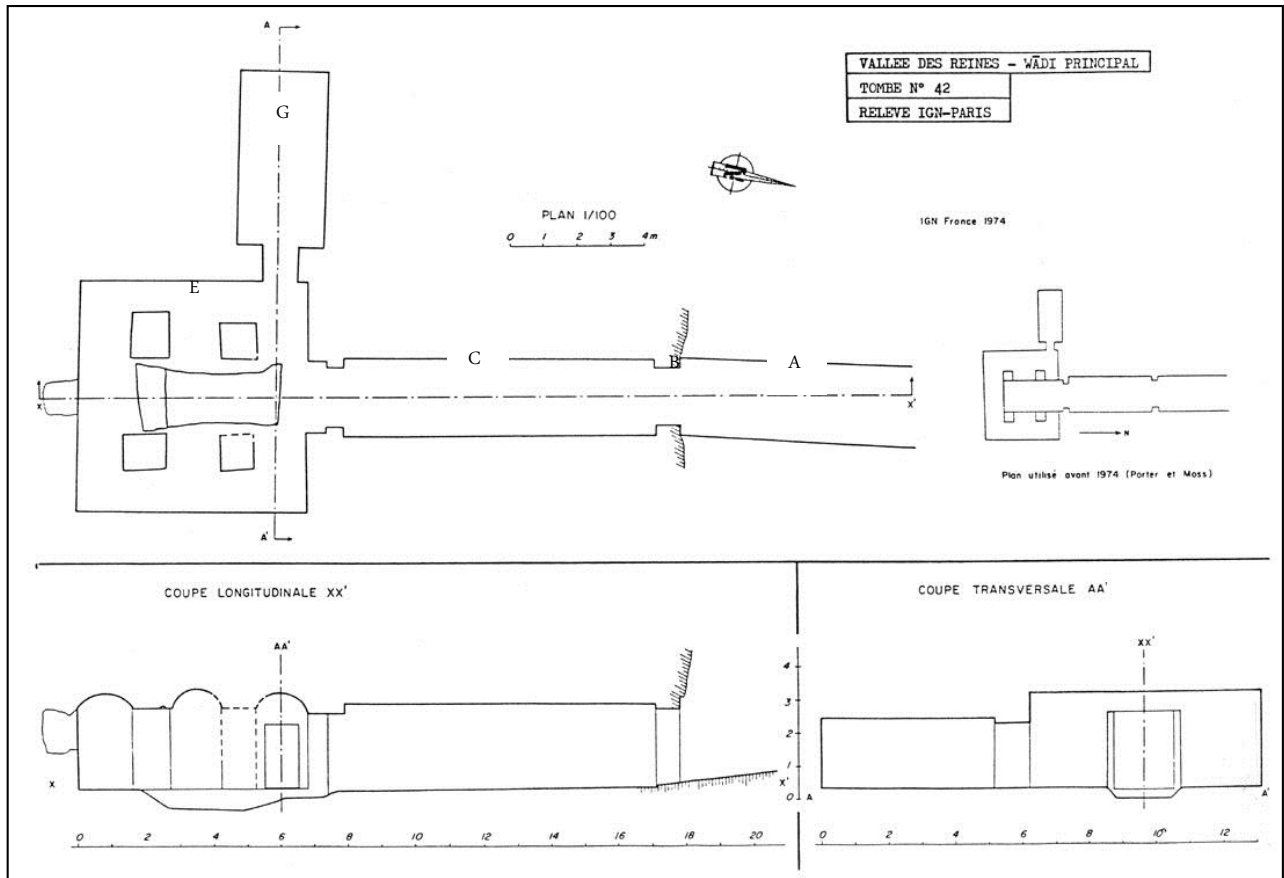 A
VALLEE DES REINES - WĀDI PRINCIPAL
TOMBE N° 42
RELEVE IGN-PARIS
G
PLAN 1/100
0 1 2 3 4 m
IGN France 1974
E
C
B
A
X
X'
N
Plan utilisé avant 1974 (Porter et Moss)
A'
COUPE LONGITUDINALE XX'
COUPE TRANSVERSALE AA'
AA'
XX'
4
3
2
1
0
X
X'
A
A'
0 2 4 6 8 10 12 14 16 18 20
0 2 4 6 8 10 12